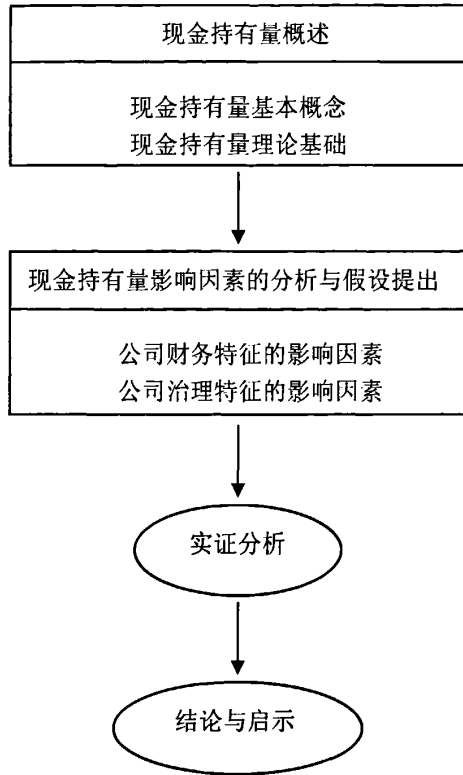 现金持有量概述
现金持有量基本概念
现金持有量理论基础
现金持有量影响因素的分析与假设提出
公司财务特征的影响因素
公司治理特征的影响因素
实证分析
结论与启示